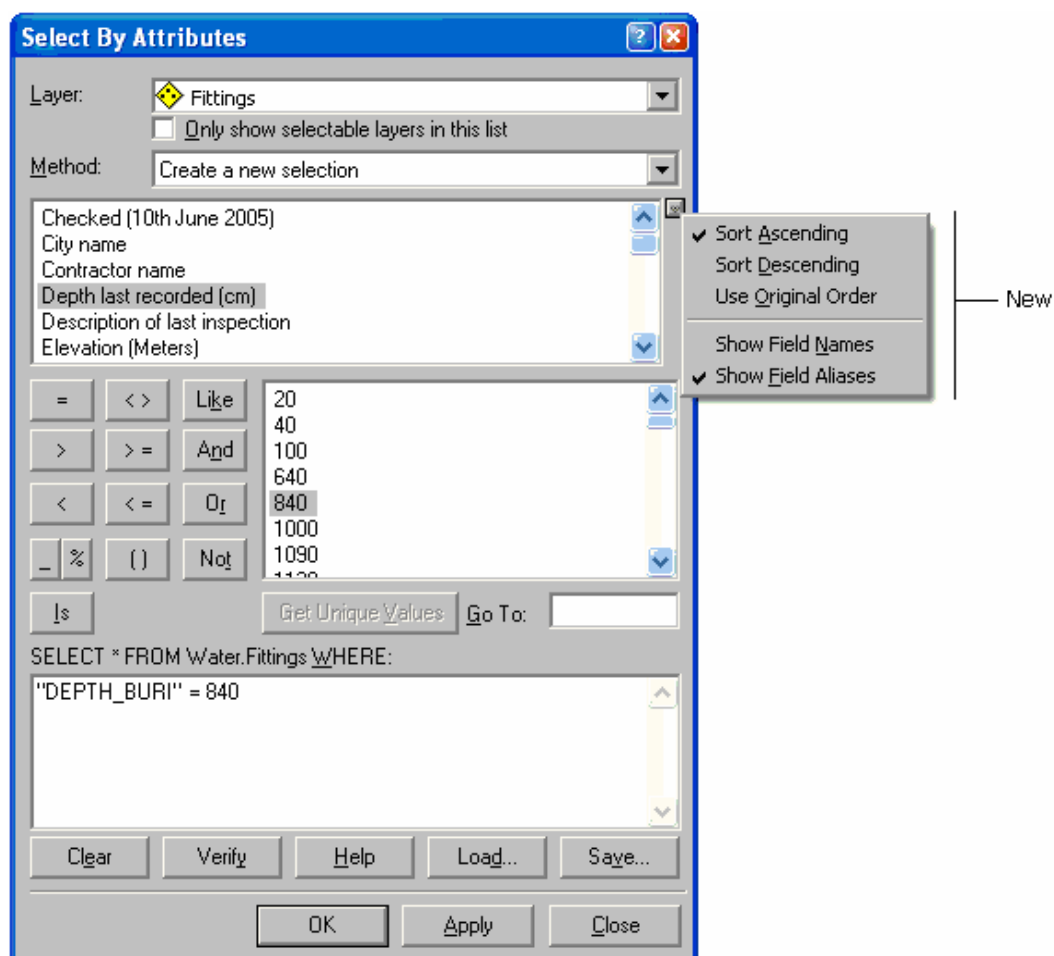 Select By Attributes
Layer:
Fittings
Only show selectable layers in this list
Method:
Create a new selection
Checked (10th June 2005)
City name
Contractor name
Depth last recorded (cm)
Description of last inspection
Elevation (Meters)
Sort Ascending
Sort Descending
Use Original Order
Show Field Names
Show Field Aliases
New
= <> Like
> >= And
< <= Or
_ % () Not
Is
20
40
100
640
840
1000
1090
Get Unique Values
Go To:
SELECT * FROM Water.Fittings WHERE:
"DEPTH_BURI" = 840
Clear Verify Help Load... Save...
OK Apply Close